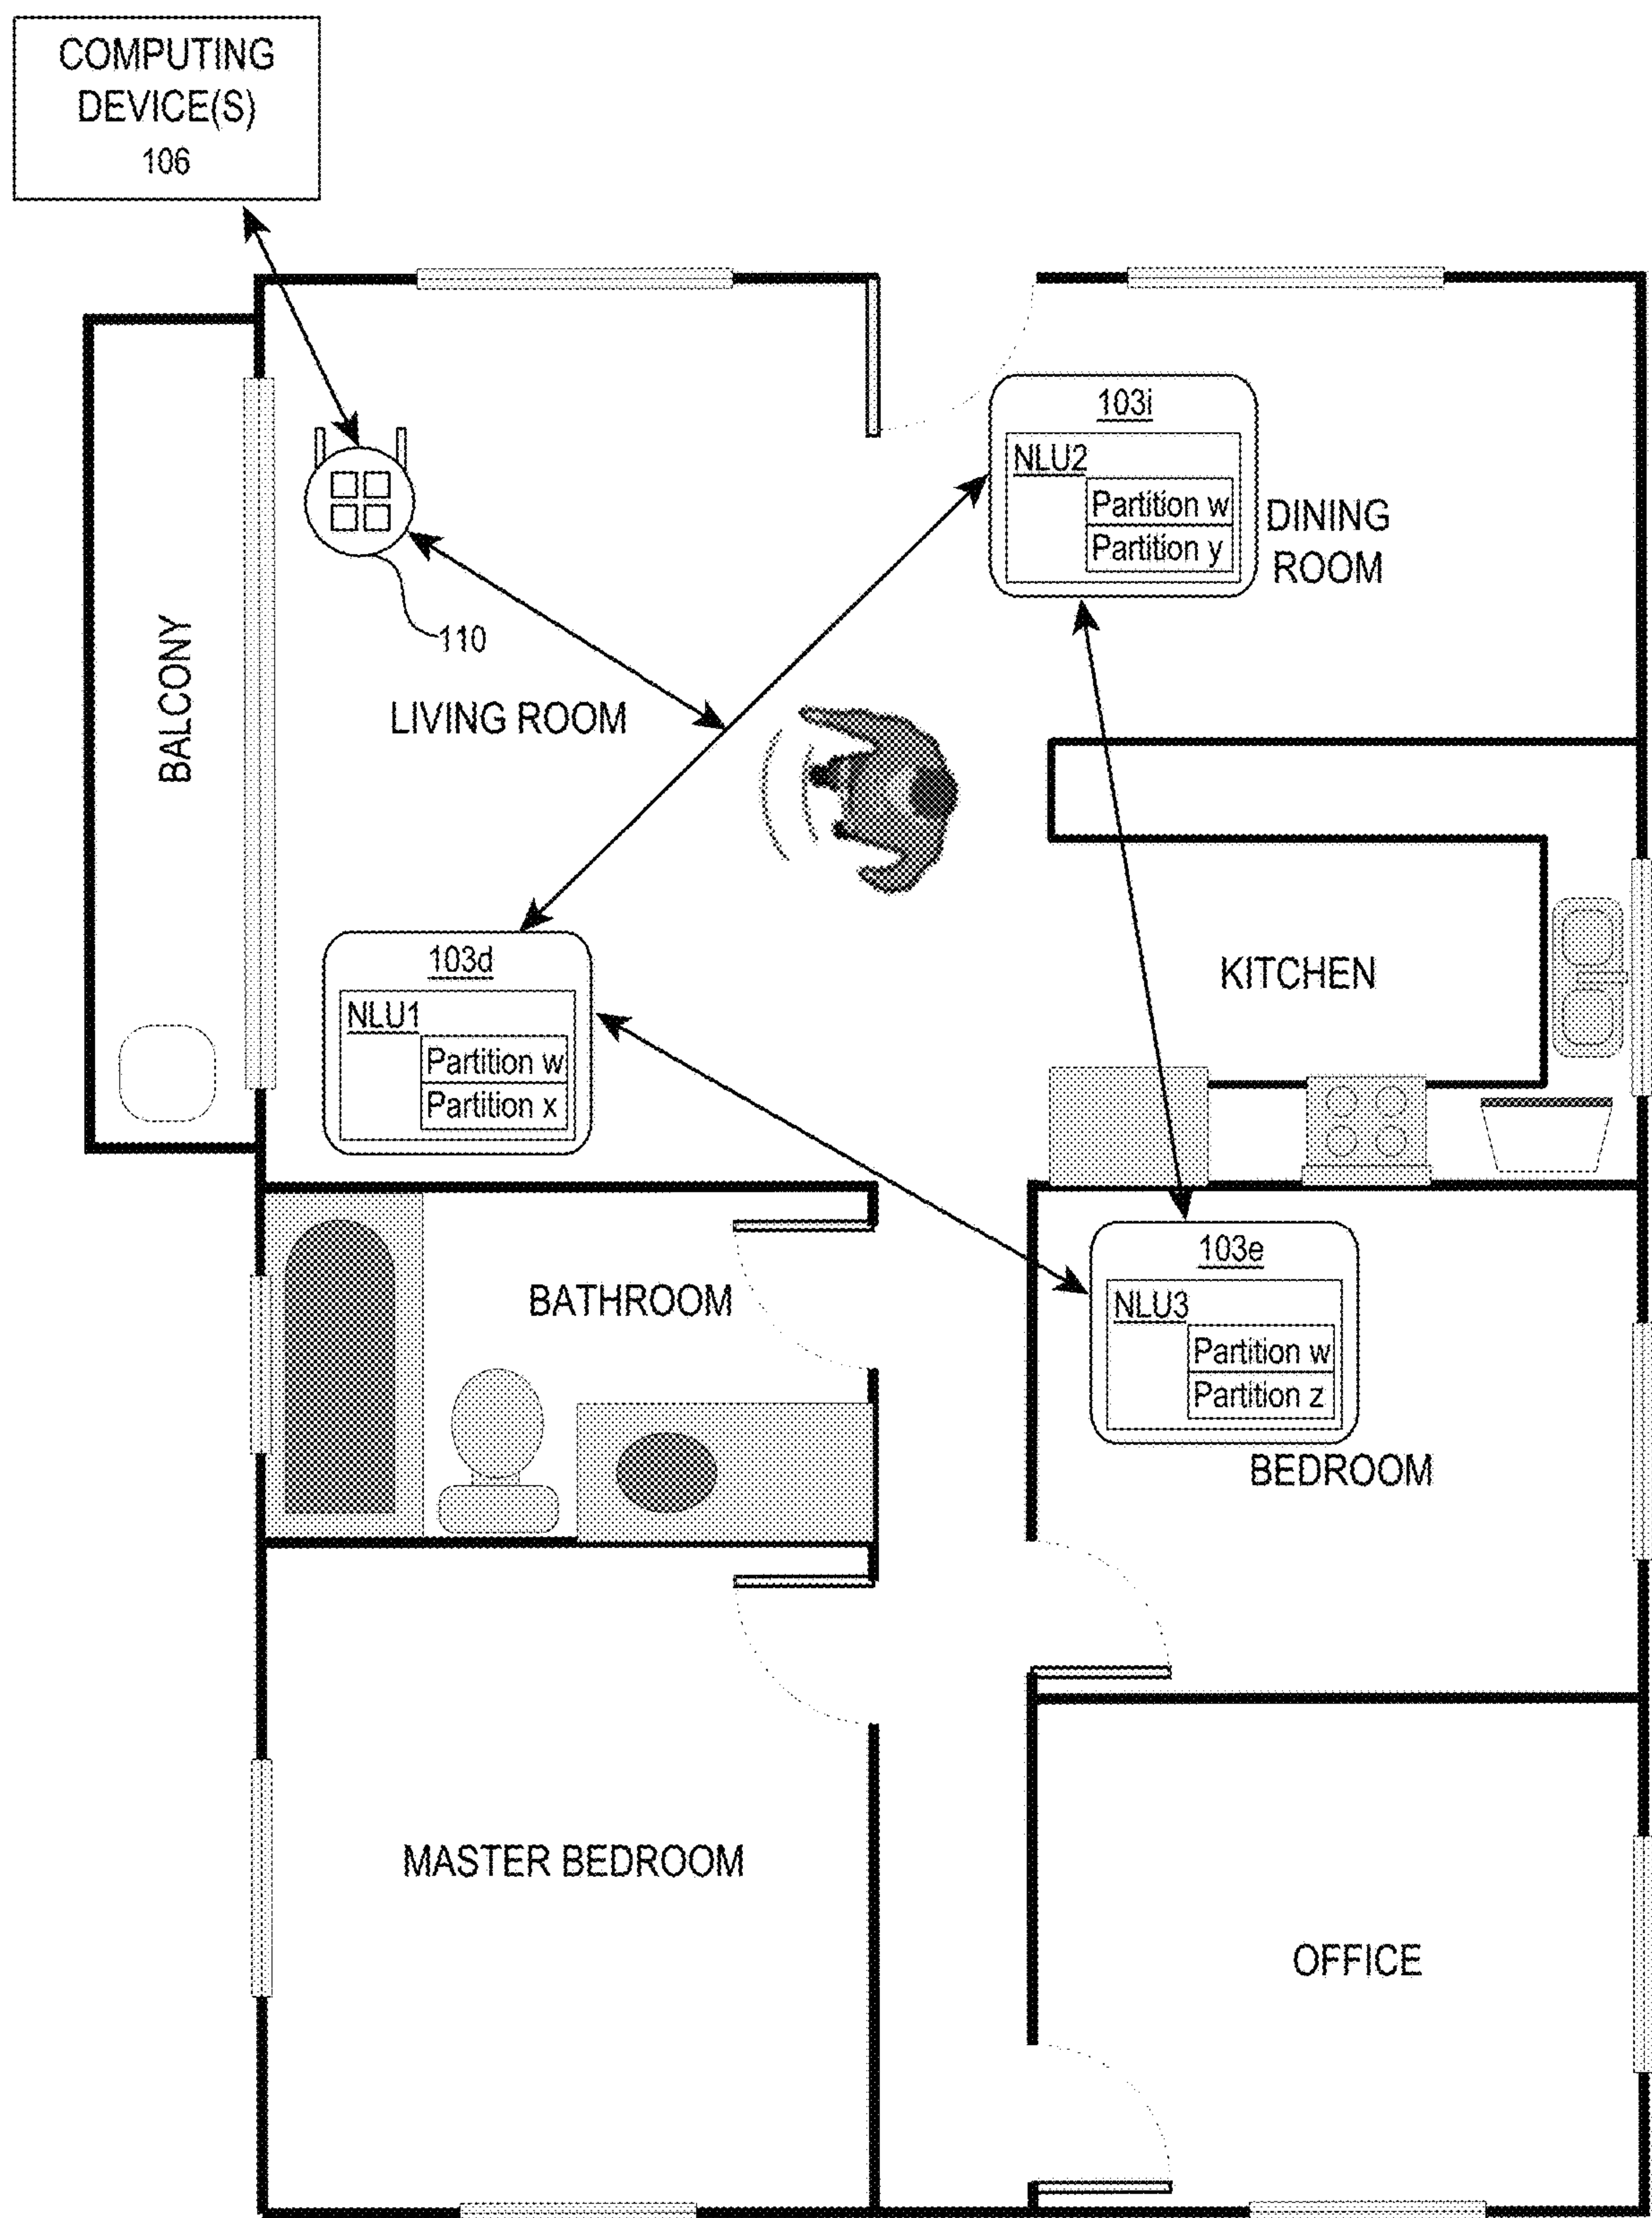 COMPUTING
DEVICE(S)
106
103i
NLU2
Partition w
Partition y
DINING
ROOM
110
LIVING ROOM
BALCONY
103d
NLU1
Partition w
Partition x
KITCHEN
103e
NLU3
Partition w
Partition z
BATHROOM
BEDROOM
MASTER BEDROOM
OFFICE